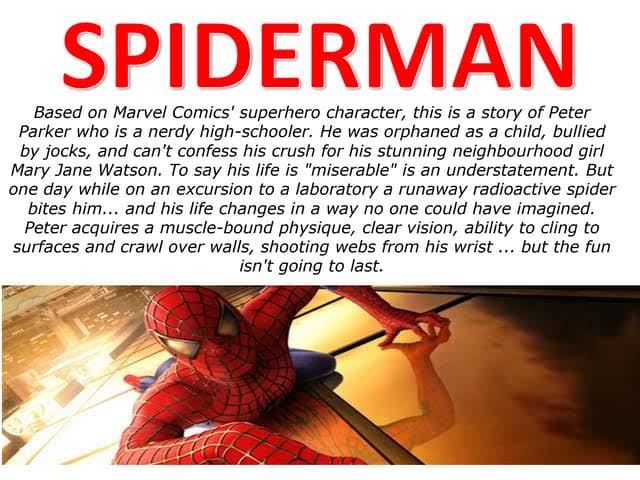 SPIDERMAN
Based on Marvel Comics' superhero character, this is a story of Peter
Parker who is a nerdy high-schooler. He was orphaned as a child, bullied
by jocks, and can't confess his crush for his stunning neighbourhood girl
Mary Jane Watson. To say his life is "miserable" is an understatement. But
one day while on an excursion to a laboratory a runaway radioactive spider
bites him... and his life changes in a way no one could have imagined.
Peter acquires a muscle-bound physique, clear vision, ability to cling to
surfaces and crawl over walls, shooting webs from his wrist ... but the fun
isn't going to last.